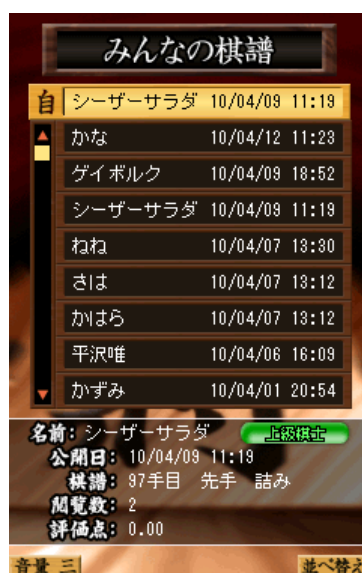 みんなの棋譜
自 シーザーサラダ 10/04/09 11:19
かな 10/04/12 11:23
ゲイボルク 10/04/09 18:52
シーザーサラダ 10/04/09 11:19
ねね 10/04/07 13:30
さは 10/04/07 13:12
かはら 10/04/07 13:12
平沢唯 10/04/06 16:09
かずみ 10/04/01 20:54
名前: シーザーサラダ 上級棋士
公開日: 10/04/09 11:19
棋譜: 97手目 先手 詰み
閲覧数: 2
評価点: 0.00
音量 三 並べ替え